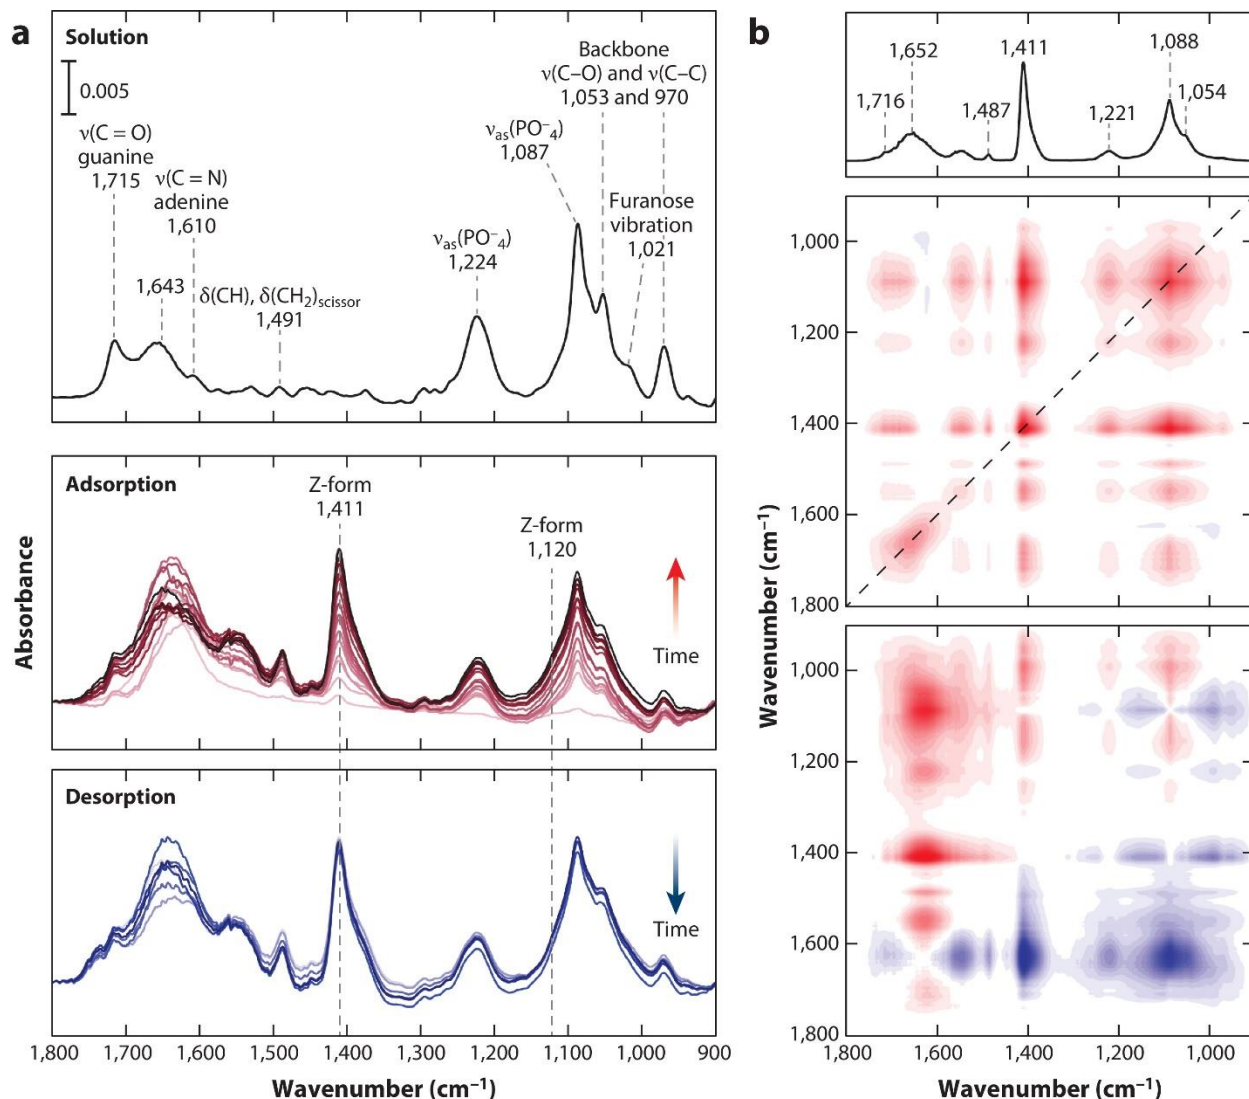 a
Solution
0.005
ν(C = O)
guanine
1,715
ν(C = N)
adenine
1,610
1,643
δ(CH), δ(CH₂)scissor
1,491
νas(PO⁻₄)
1,224
νas(PO⁻₄)
1,087
Backbone
ν(C–O) and ν(C–C)
1,053 and 970
Furanose
vibration
1,021
Adsorption
Z-form
1,411
Z-form
1,120
Time
Absorbance
Desorption
Time
1,800 1,700 1,600 1,500 1,400 1,300 1,200 1,100 1,000 900
Wavenumber (cm⁻¹)
b
1,716
1,652
1,487
1,411
1,221
1,088
1,054
1,000
1,200
1,400
1,600
1,800
Wavenumber (cm⁻¹)
1,000
1,200
1,400
1,600
1,800
1,800 1,600 1,400 1,200 1,000
Wavenumber (cm⁻¹)